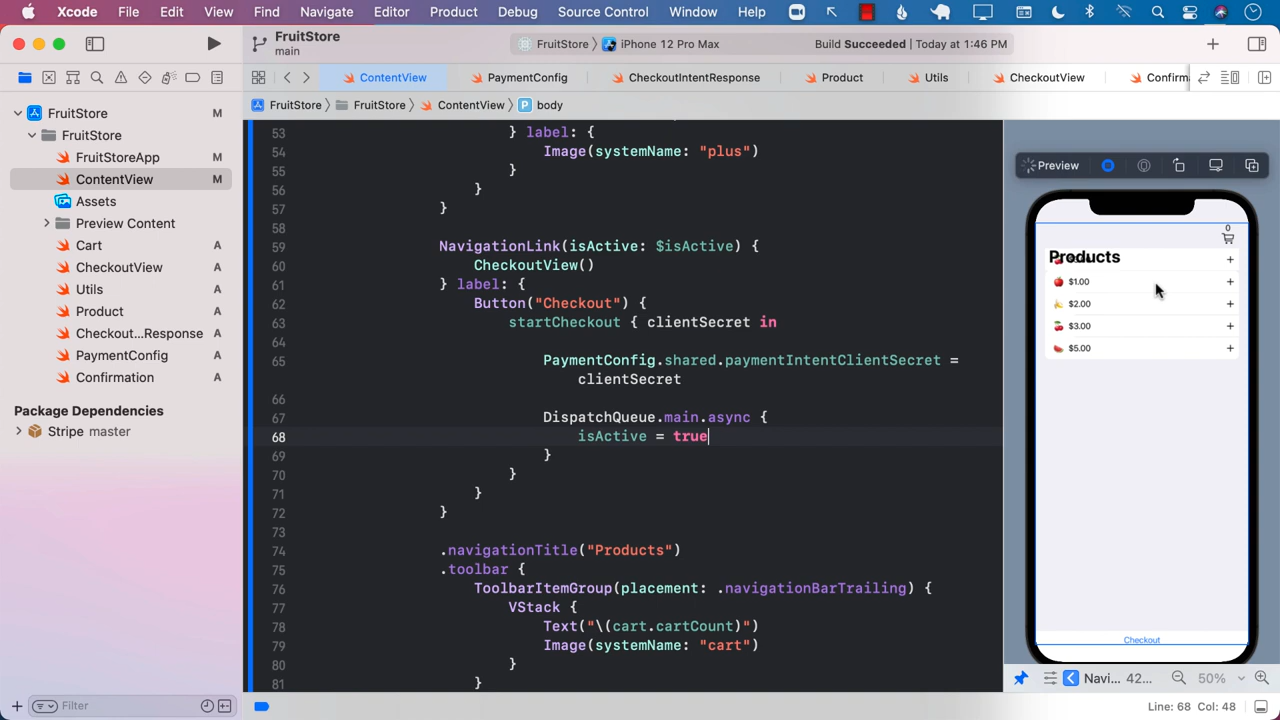 Xcode File Edit View Find Navigate Editor Product Debug Source Control Window Help
FruitStore
main
FruitStore iPhone 12 Pro Max
Build Succeeded | Today at 1:46 PM
ContentView PaymentConfig CheckoutIntentResponse Product Utils CheckoutView Confirm
FruitStore FruitStore ContentView body
FruitStore M
FruitStore
FruitStoreApp M
ContentView M
Assets
Preview Content
Cart A
CheckoutView A
Utils A
Product A
Checkout...Response A
PaymentConfig A
Confirmation A
Package Dependencies
Stripe master
Filter
53 } label: {
54 Image(systemName: "plus")
55 }
56 }
57 }
58
59 NavigationLink(isActive: $isActive) {
60 CheckoutView()
61 } label: {
62 Button("Checkout") {
63 startCheckout { clientSecret in
64
65 PaymentConfig.shared.paymentIntentClientSecret =
clientSecret
66
67 DispatchQueue.main.async {
68 isActive = true
69 }
70 }
71 }
72 }
73
74 .navigationTitle("Products")
75 .toolbar {
76 ToolbarItemGroup(placement: .navigationBarTrailing) {
77 VStack {
78 Text("\(cart.cartCount)")
79 Image(systemName: "cart")
80 }
81 }
Preview
0
Products
$1.00
$2.00
$3.00
$5.00
Checkout
Navi... 42... 50%
Line: 68 Col: 48